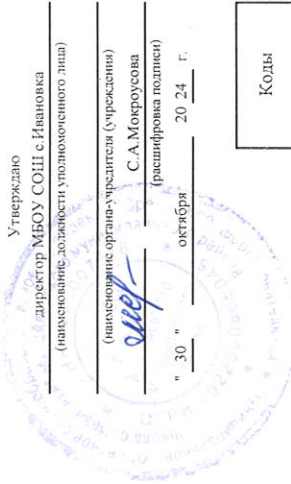 Утверждаю
директор МБОУ СОШ с.Ивановка
(наименование должности уполномоченного лица)
(наименование органа-учредителя (учреждения)
С.А.Мокроусова
(расшифровка подписи)
" 30 " октября 20 24 г.
Коды